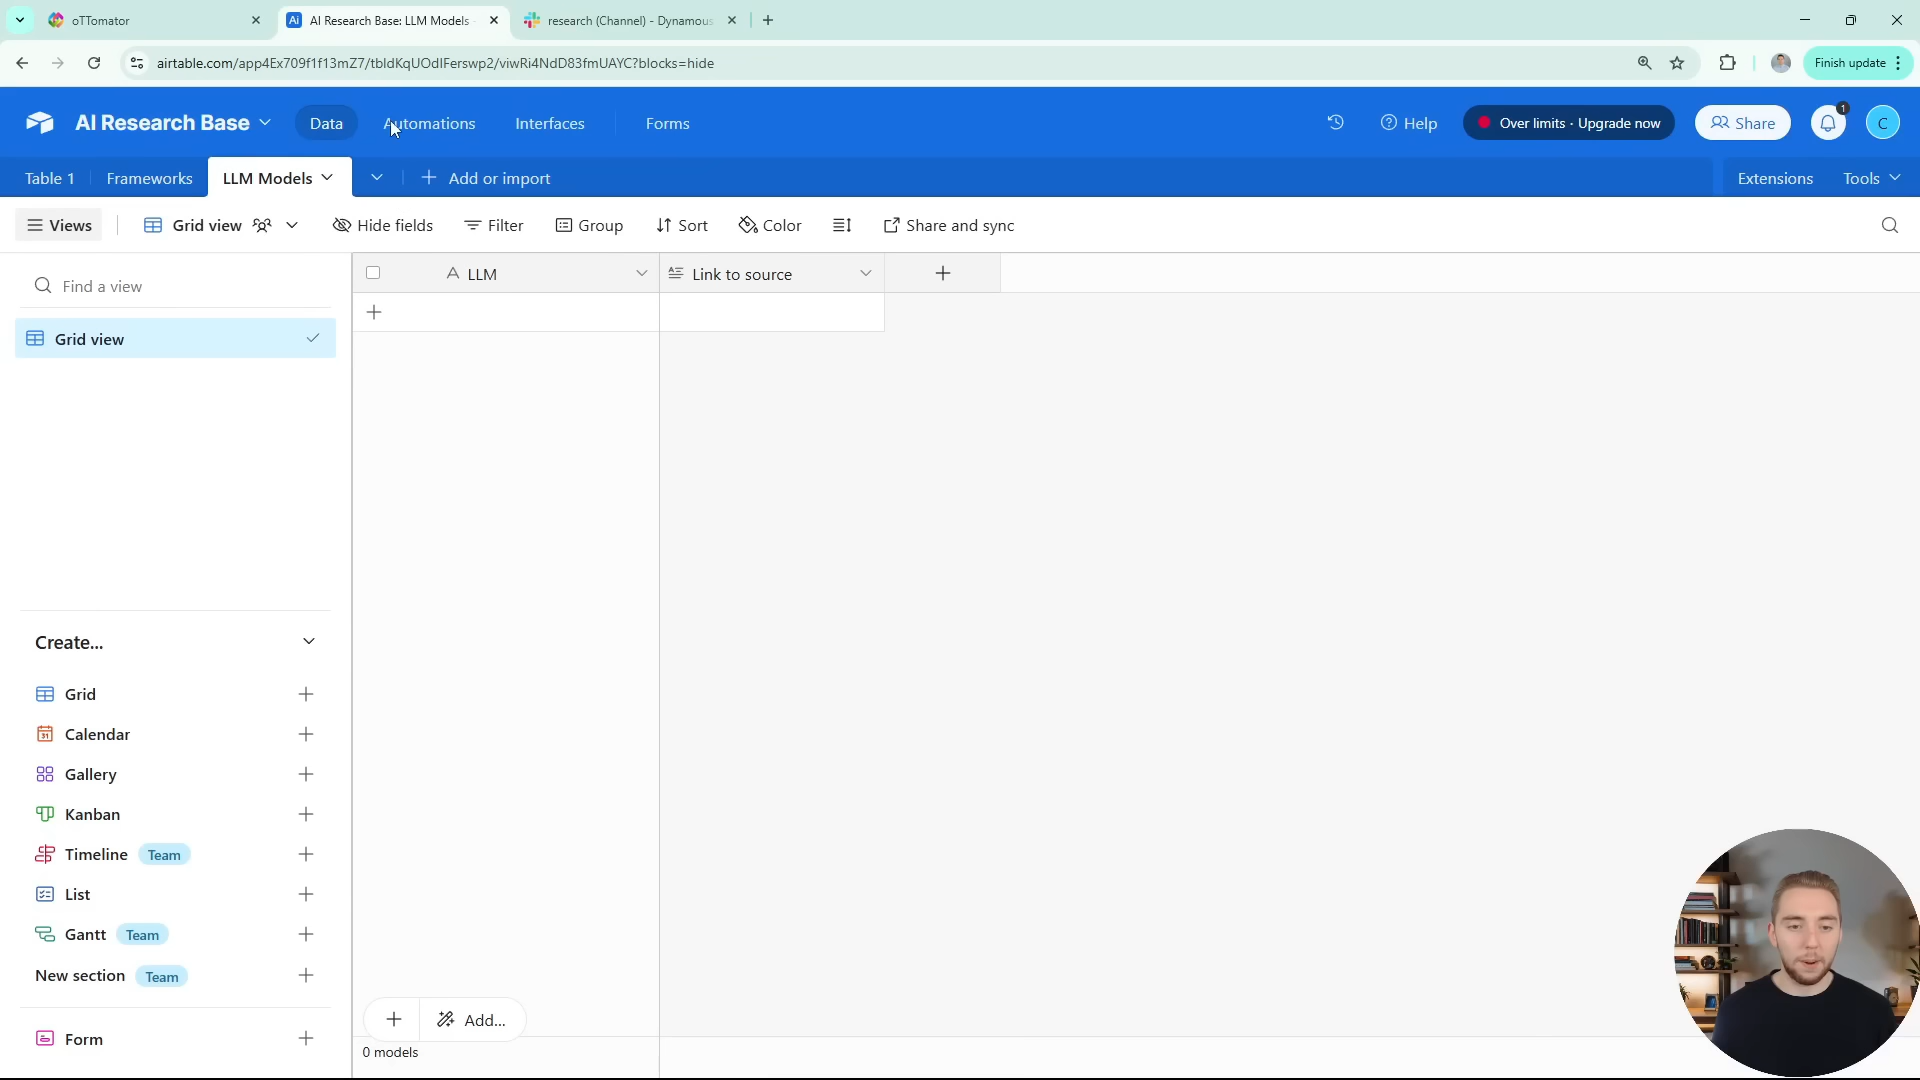 oTTomator
Ai AI Research Base: LLM Models -
research (Channel) - Dynamous
airtable.com/app4Ex709f1f13mZ7/tbldKqUOdIFerswp2/viwRi4NdD83fmUAYC?blocks=hide
Finish update
AI Research Base
Data
Automations
Interfaces
Forms
Help
Over limits · Upgrade now
Share
1
C
Table 1
Frameworks
LLM Models
Add or import
Extensions
Tools
Views
Grid view
Hide fields
Filter
Group
Sort
Color
Share and sync
Find a view
LLM
Link to source
Grid view
Create...
Grid
Calendar
Gallery
Kanban
Timeline Team
List
Gantt Team
New section Team
Add...
Form
0 models